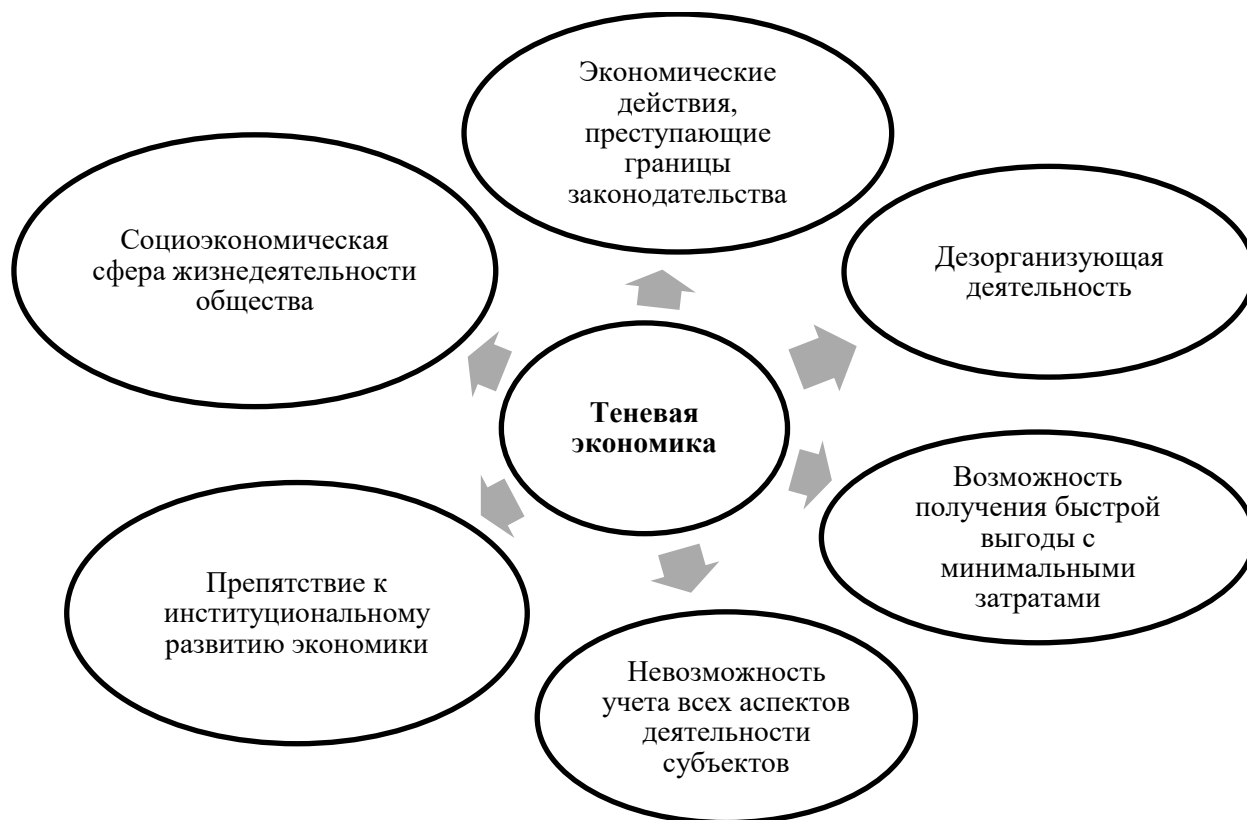 Экономические
действия,
преступающие
границы
законодательства
Социоэкономическая
сфера жизнедеятельности
общества
Дезорганизующая
деятельность
Теневая
экономика
Возможность
получения быстрой
выгоды с
минимальными
затратами
Препятствие к
институциональному
развитию экономики
Невозможность
учета всех аспектов
деятельности
субъектов